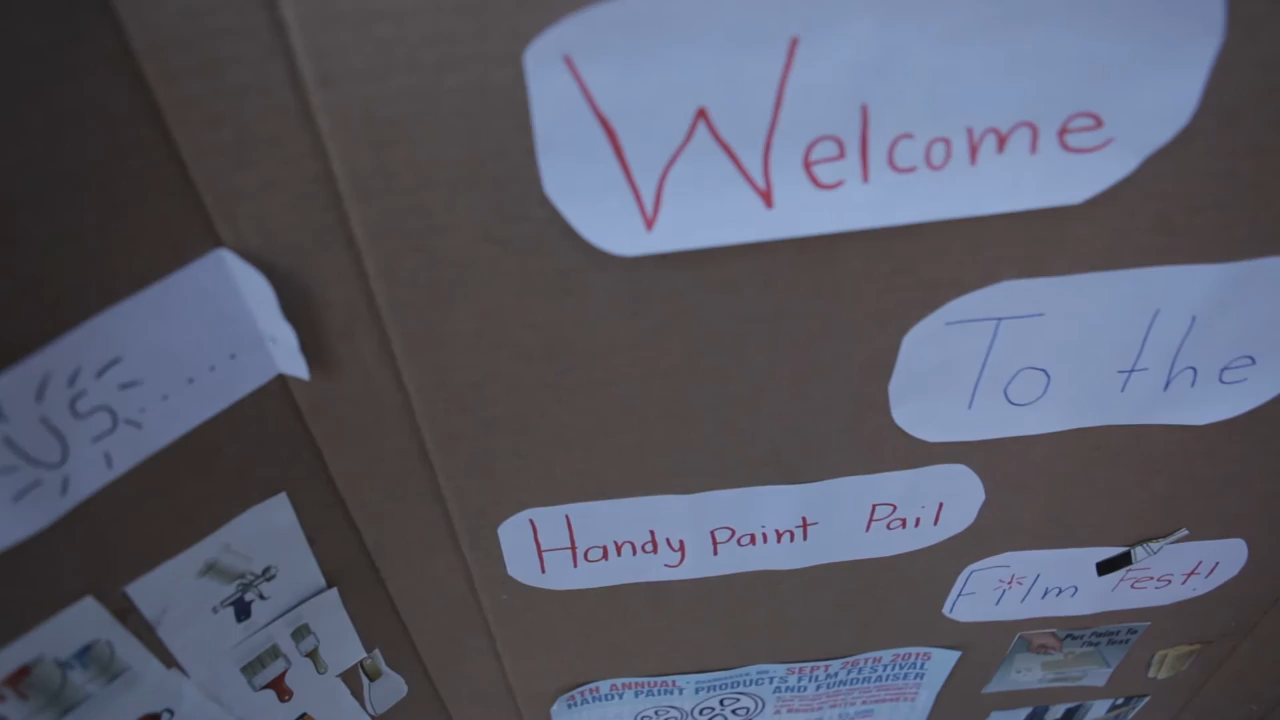 Welcome
To the
Handy Paint Pail
Film Fest!
US.....
4TH ANNUAL
SEPT 26TH 2015
HANDY PAINT PRODUCTS FILM FESTIVAL
AND FUNDRAISER
Put Paint To
The Test